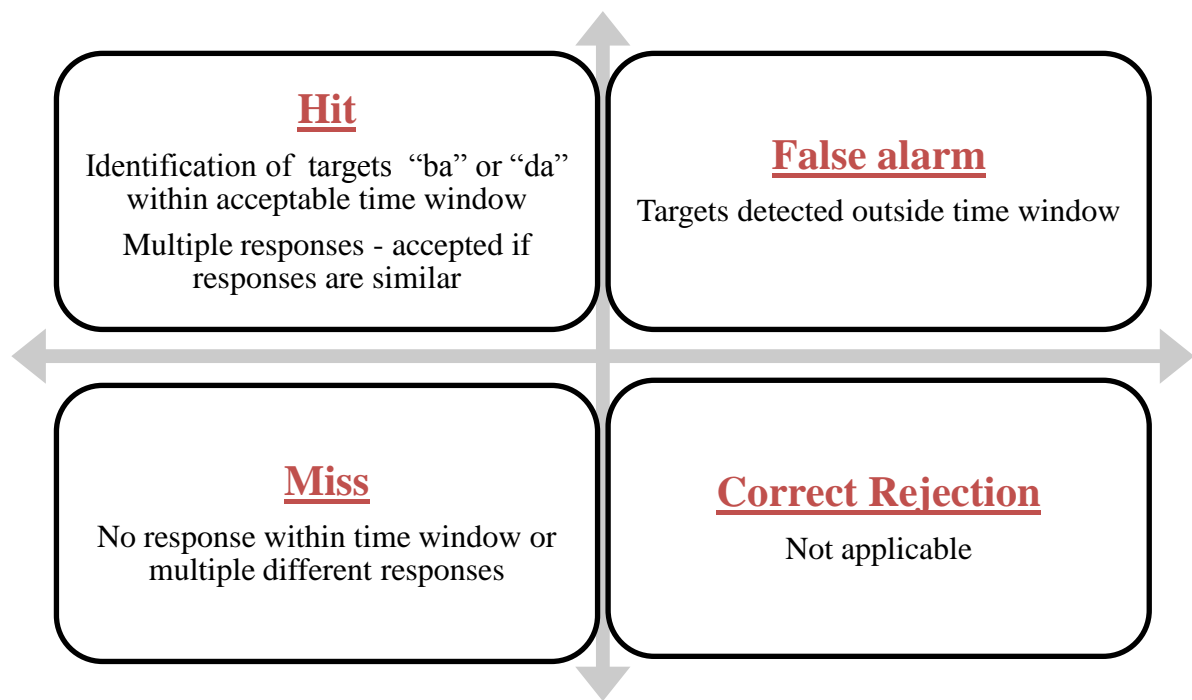 Hit
Identification of targets “ba” or “da”
within acceptable time window
Multiple responses - accepted if
responses are similar
False alarm
Targets detected outside time window
Miss
No response within time window or
multiple different responses
Correct Rejection
Not applicable